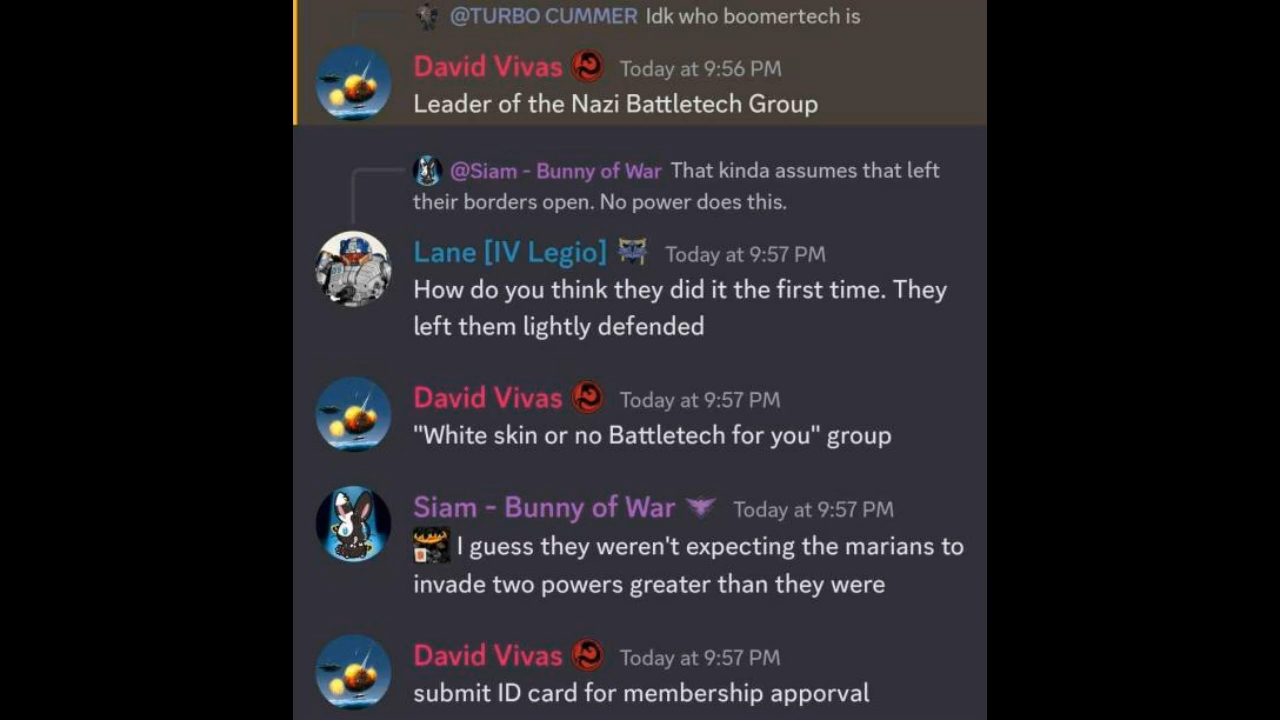 @TURBO CUMMER Idk who boomertech is
David Vivas Today at 9:56 PM
Leader of the Nazi Battletech Group
@Siam - Bunny of War That kinda assumes that left
their borders open. No power does this.
Lane [IV Legio] Today at 9:57 PM
How do you think they did it the first time. They
left them lightly defended
David Vivas Today at 9:57 PM
"White skin or no Battletech for you" group
Siam - Bunny of War Today at 9:57 PM
I guess they weren't expecting the marians to
invade two powers greater than they were
David Vivas Today at 9:57 PM
submit ID card for membership apporval